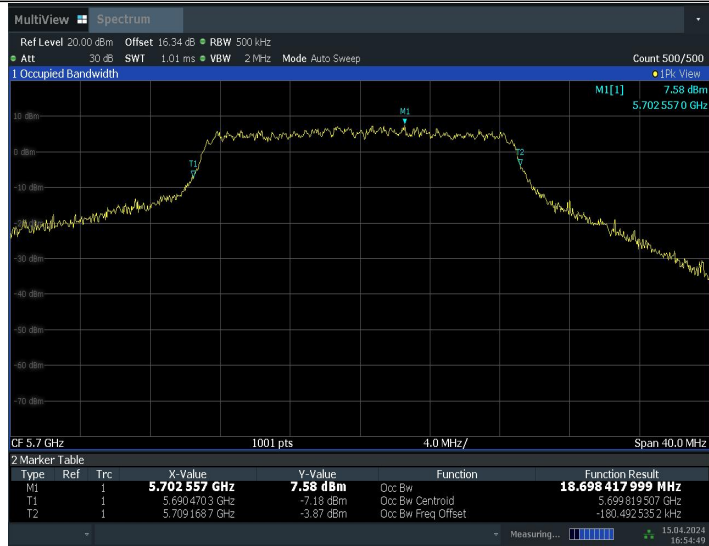 MultiView Spectrum
Ref Level 20.00 dBm Offset 16.34 dB RBW 500 kHz
Att 30 dB SWT 1.01 ms VBW 2 MHz Mode Auto Sweep Count 500/500
1 Occupied Bandwidth 1Pk View
M1[1] 7.58 dBm
5.702 557 0 GHz
M1
10 dBm
0 dBm
T1
T2
-10 dBm
-30 dBm
-40 dBm
-50 dBm
-60 dBm
-70 dBm
CF 5.7 GHz 1001 pts 4.0 MHz/ Span 40.0 MHz
2 Marker Table
Type Ref Trc X-Value Y-Value Function Function Result
M1 1 5.702 557 GHz 7.58 dBm Occ Bw 18.698 417 999 MHz
T1 1 5.690 470 3 GHz -7.18 dBm Occ Bw Centroid 5.699 819 507 GHz
T2 1 5.709 168 7 GHz -3.87 dBm Occ Bw Freq Offset -180.492 535 2 kHz
Measuring... 15.04.2024
16:54:49